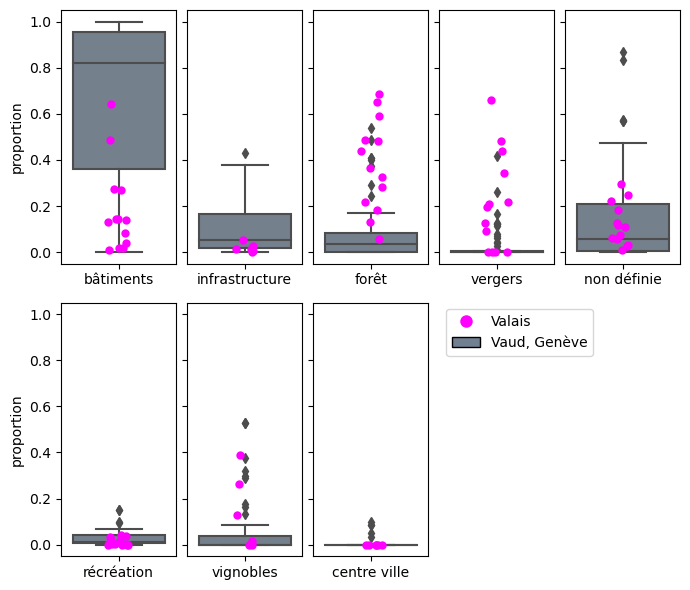 proportion
1.0
0.8
0.6
0.4
0.2
0.0
bâtiments
infrastructure
forêt
vergers
non définie
proportion
1.0
0.8
0.6
0.4
0.2
0.0
récréation
vignobles
centre ville
Valais
Vaud, Genève